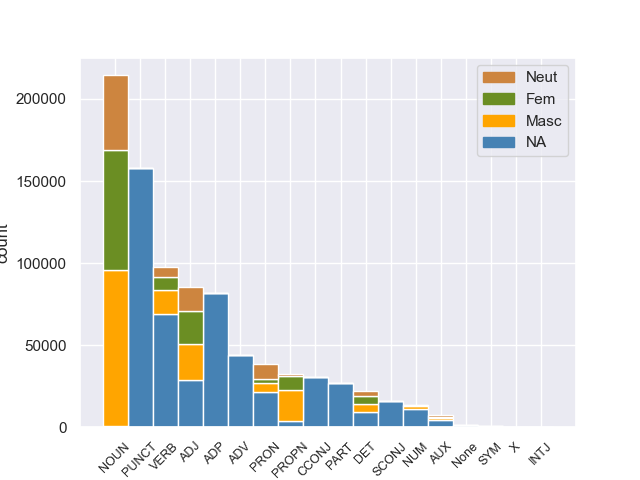 200000
150000
100000
50000
0
count
Neut
Fem
Masc
NA
NOUN
PUNCT
VERB
ADJ
ADP
ADV
PRON
PROPN
CCONJ
PART
DET
SCONJ
NUM
AUX
None
SYM
X
INTJ